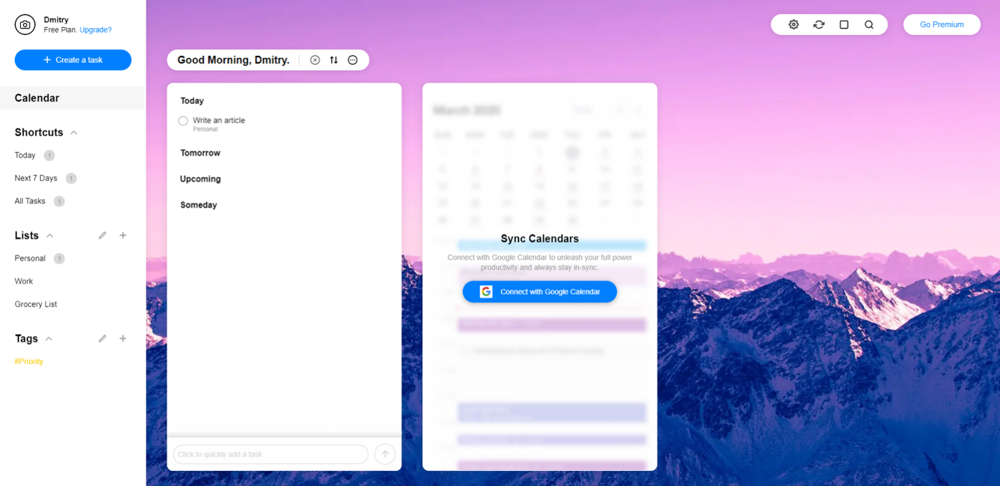 Dmitry
Free Plan. Upgrade?
+ Create a task
Calendar
Shortcuts
Today 1
Next 7 Days 1
All Tasks 1
Lists
Personal 1
Work
Grocery List
Tags
#Priority
Good Morning, Dmitry.
Today
Write an article
Personal
Tomorrow
Upcoming
Someday
Click to quickly add a task
March 2020
Sync Calendars
Connect with Google Calendar to unleash your full power
productivity and always stay in-sync.
G Connect with Google Calendar
Go Premium